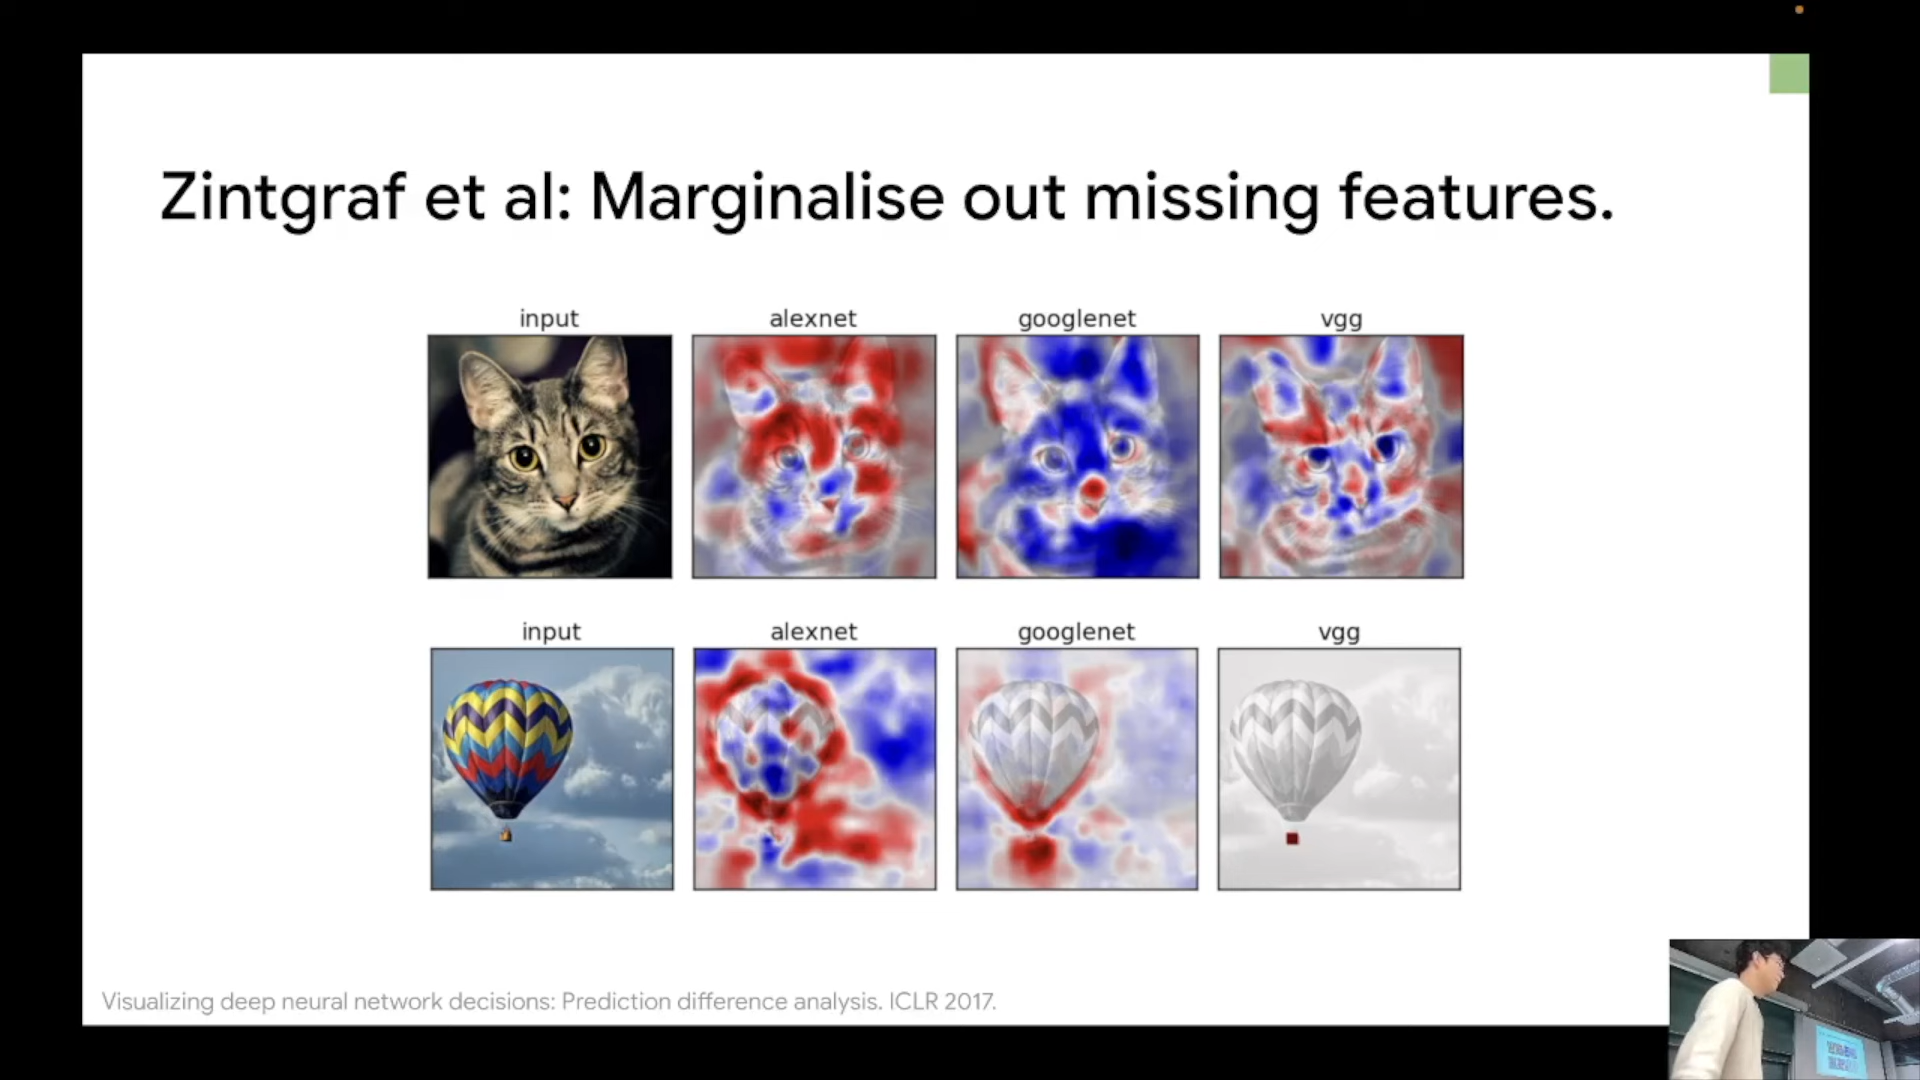 Zintgraf et al: Marginalise out missing features.
input alexnet googlenet vgg
input alexnet googlenet vgg
Visualizing deep neural network decisions: Prediction difference analysis. ICLR 2017.